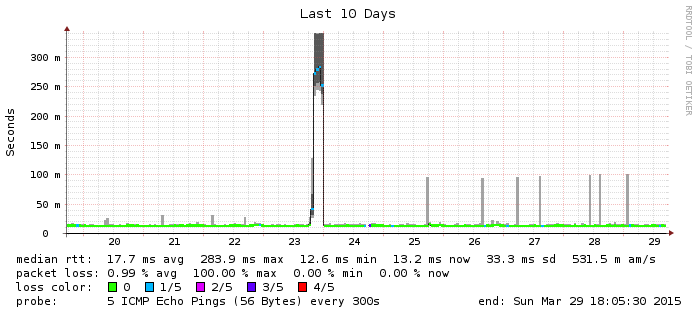 Last 10 Days
RRDTOOL / TOBI OETIKER
Seconds
300 m
250 m
200 m
150 m
100 m
50 m
0
20 21 22 23 24 25 26 27 28 29
median rtt: 17.7 ms avg 283.9 ms max 12.6 ms min 13.2 ms now 33.3 ms sd 531.5 m am/s
packet loss: 0.99 % avg 100.00 % max 0.00 % min 0.00 % now
loss color: 0 1/5 2/5 3/5 4/5
probe: 5 ICMP Echo Pings (56 Bytes) every 300s end: Sun Mar 29 18:05:30 2015